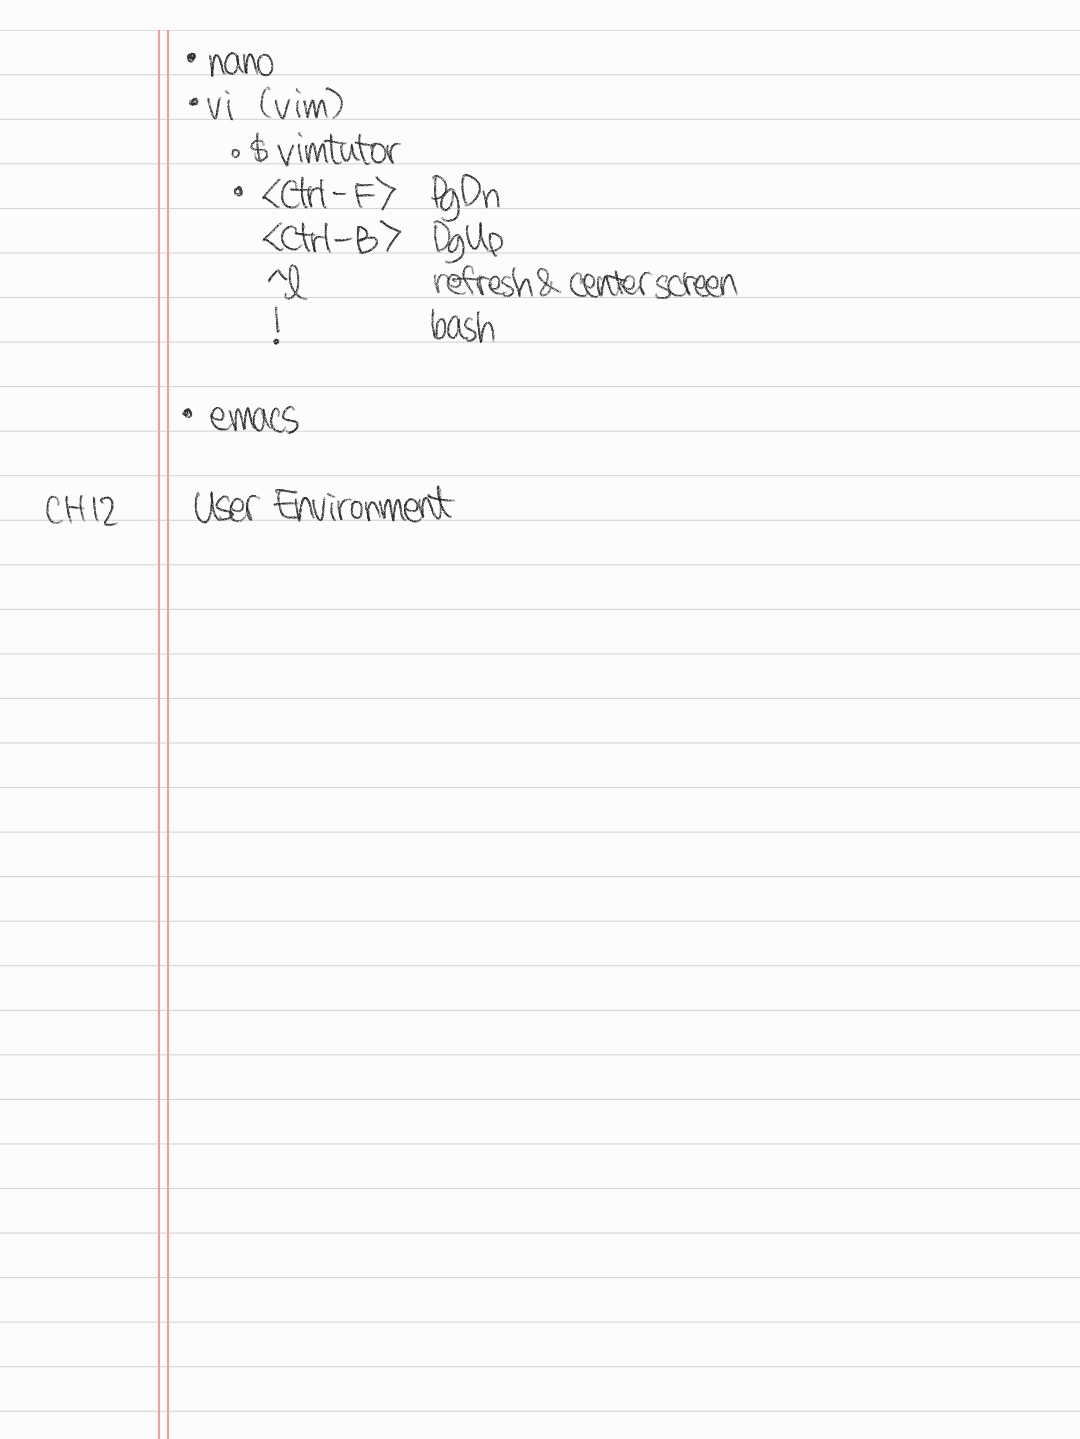 • nano
• vi (vim)
◦ $ vimtutor
• <Ctrl-F> PgDn
<Ctrl-B> PgUp
^l refresh & center screen
! bash
• emacs
CH12 User Environment